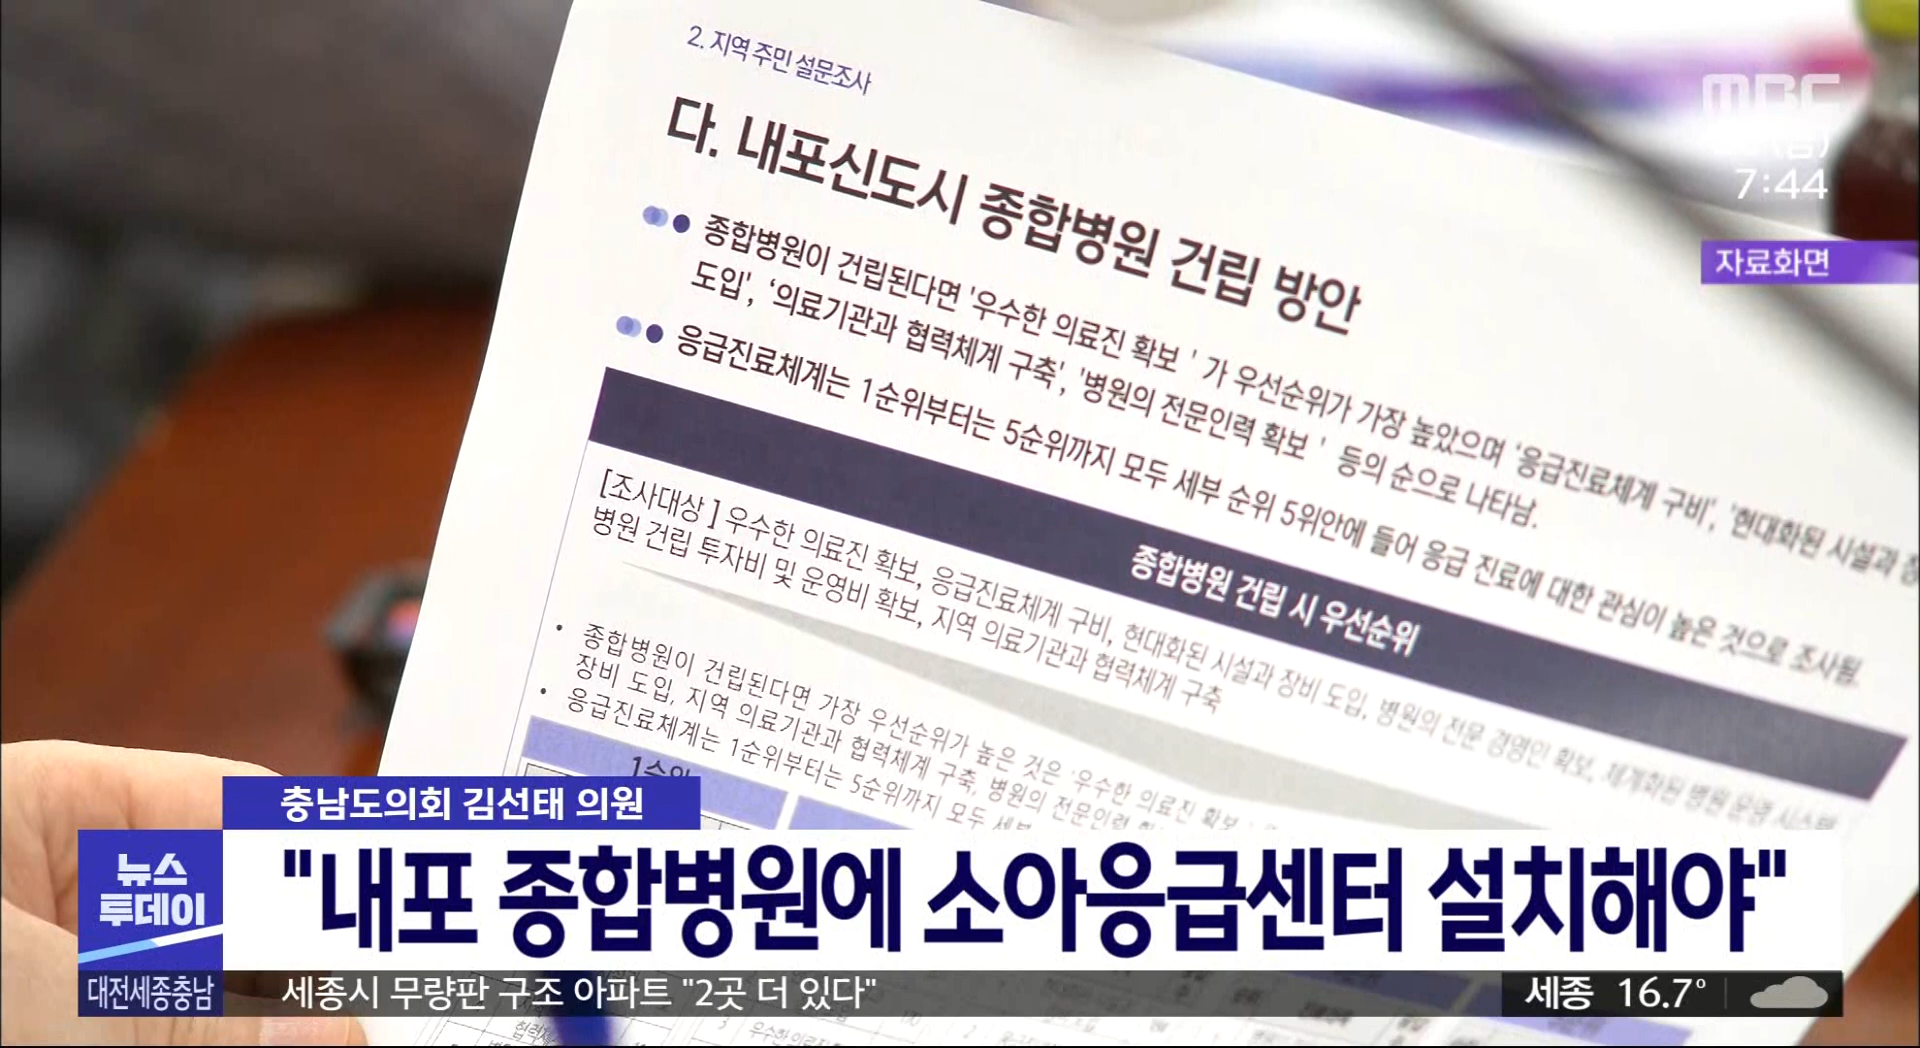 2. 지역 주민 설문조사
다. 내포신도시 종합병원 건립 방안
종합병원이 건립된다면 '우수한 의료진 확보 ' 가 우선순위가 가장 높았으며 '응급진료체계 구비', '현대화된 시설과
도입', '의료기관과 협력체계 구축', '병원의 전문인력 확보 ' 등의 순으로 나타남.
응급진료체계는 1순위부터는 5순위까지 모두 세부 순위 5위안에 들어 응급 진료에 대한 관심이 높은 것으로 조사됨.
종합병원 건립 시 우선순위
[조사대상 ] 우수한 의료진 확보, 응급진료체계 구비, 현대화된 시설과 장비 도입, 병원의 전문 경영인 확보, 체계화된 병원 운영 시스템
병원 건립 투자비 및 운영비 확보, 지역 의료기관과 협력체계 구축
• 종합병원이 건립된다면 가장 우선순위가 높은 것은 '우수한 의료진 확보
장비 도입, 지역 의료기관과 협력체계 구축, 병원의 전문인력
• 응급진료체계는 1순위부터는 5순위까지 모두 세부
1순위
MBC
7:44
자료화면
충남도의회 김선태 의원
뉴스
투데이
"내포 종합병원에 소아응급센터 설치해야"
대전세종충남
세종시 무량판 구조 아파트 "2곳 더 있다"
세종 16.7°